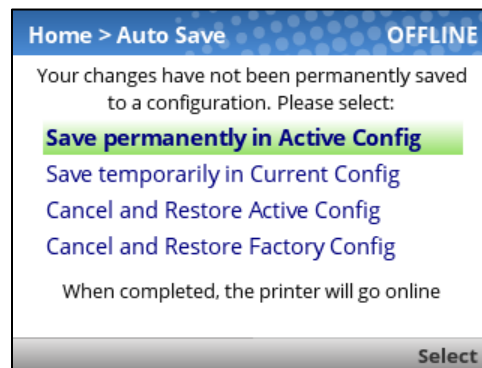 Home > Auto Save OFFLINE
Your changes have not been permanently saved
to a configuration. Please select:
Save permanently in Active Config
Save temporarily in Current Config
Cancel and Restore Active Config
Cancel and Restore Factory Config
When completed, the printer will go online
Select